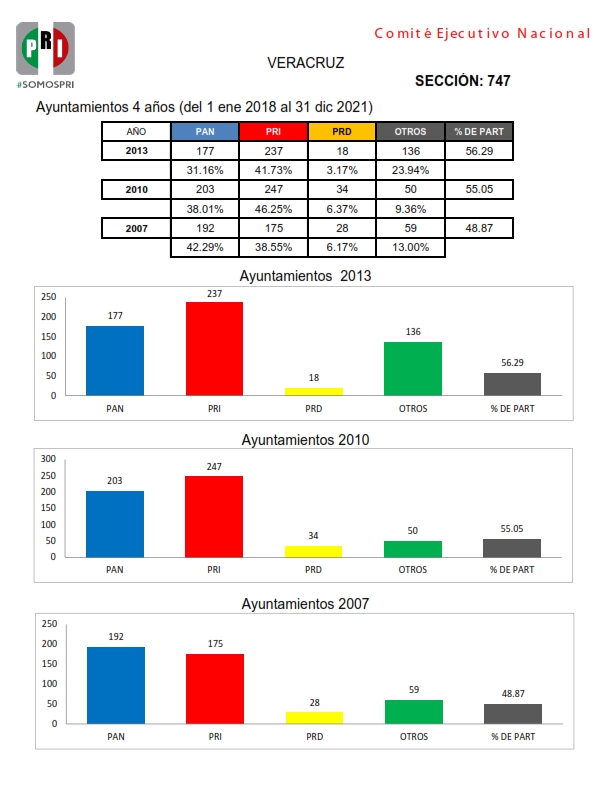 PRI
#SOMOSPRI
Comité Ejecutivo Nacional
VERACRUZ
SECCIÓN: 747
Ayuntamientos 4 años (del 1 ene 2018 al 31 dic 2021)
AÑO PAN PRI PRD OTROS % DE PART
2013 177 237 18 136 56.29
31.16% 41.73% 3.17% 23.94%
2010 203 247 34 50 55.05
38.01% 46.25% 6.37% 9.36%
2007 192 175 28 59 48.87
42.29% 38.55% 6.17% 13.00%
Ayuntamientos 2013
250
200
150
100
50
0
177
237
18
136
56.29
PAN PRI PRD OTROS % DE PART
Ayuntamientos 2010
300
250
200
150
100
50
0
203
247
34
50
55.05
PAN PRI PRD OTROS % DE PART
Ayuntamientos 2007
250
200
150
100
50
0
192
175
28
59
48.87
PAN PRI PRD OTROS % DE PART